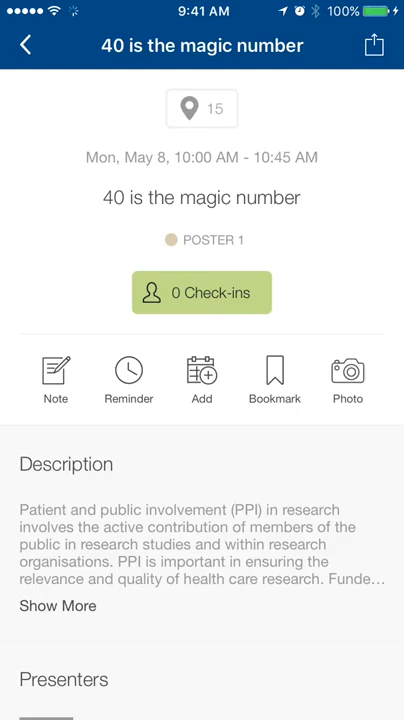 9:41 AM
100%
40 is the magic number
15
Mon, May 8, 10:00 AM - 10:45 AM
40 is the magic number
POSTER 1
0 Check-ins
Note Reminder Add Bookmark Photo
Description
Patient and public involvement (PPI) in research
involves the active contribution of members of the
public in research studies and within research
organisations. PPI is important in ensuring the
relevance and quality of health care research. Funde...
Show More
Presenters